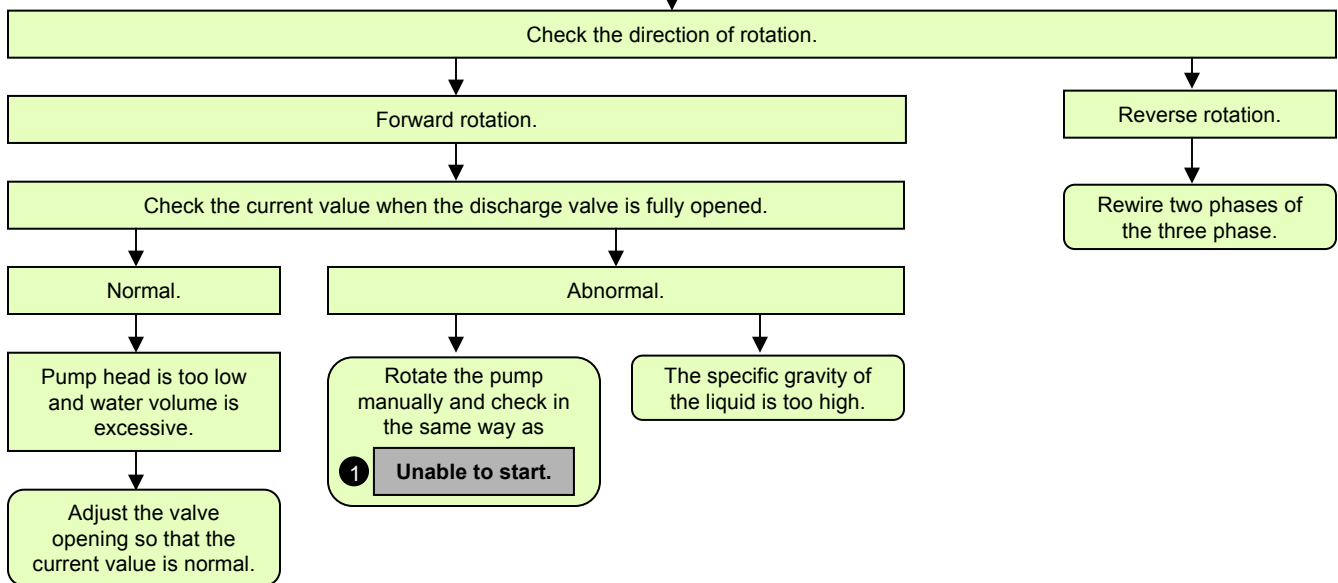 Check the direction of rotation.
Forward rotation.
Reverse rotation.
Check the current value when the discharge valve is fully opened.
Rewire two phases of
the three phase.
Normal.
Abnormal.
Pump head is too low
and water volume is
excessive.
Rotate the pump
manually and check in
the same way as
1 Unable to start.
The specific gravity of
the liquid is too high.
Adjust the valve
opening so that the
current value is normal.